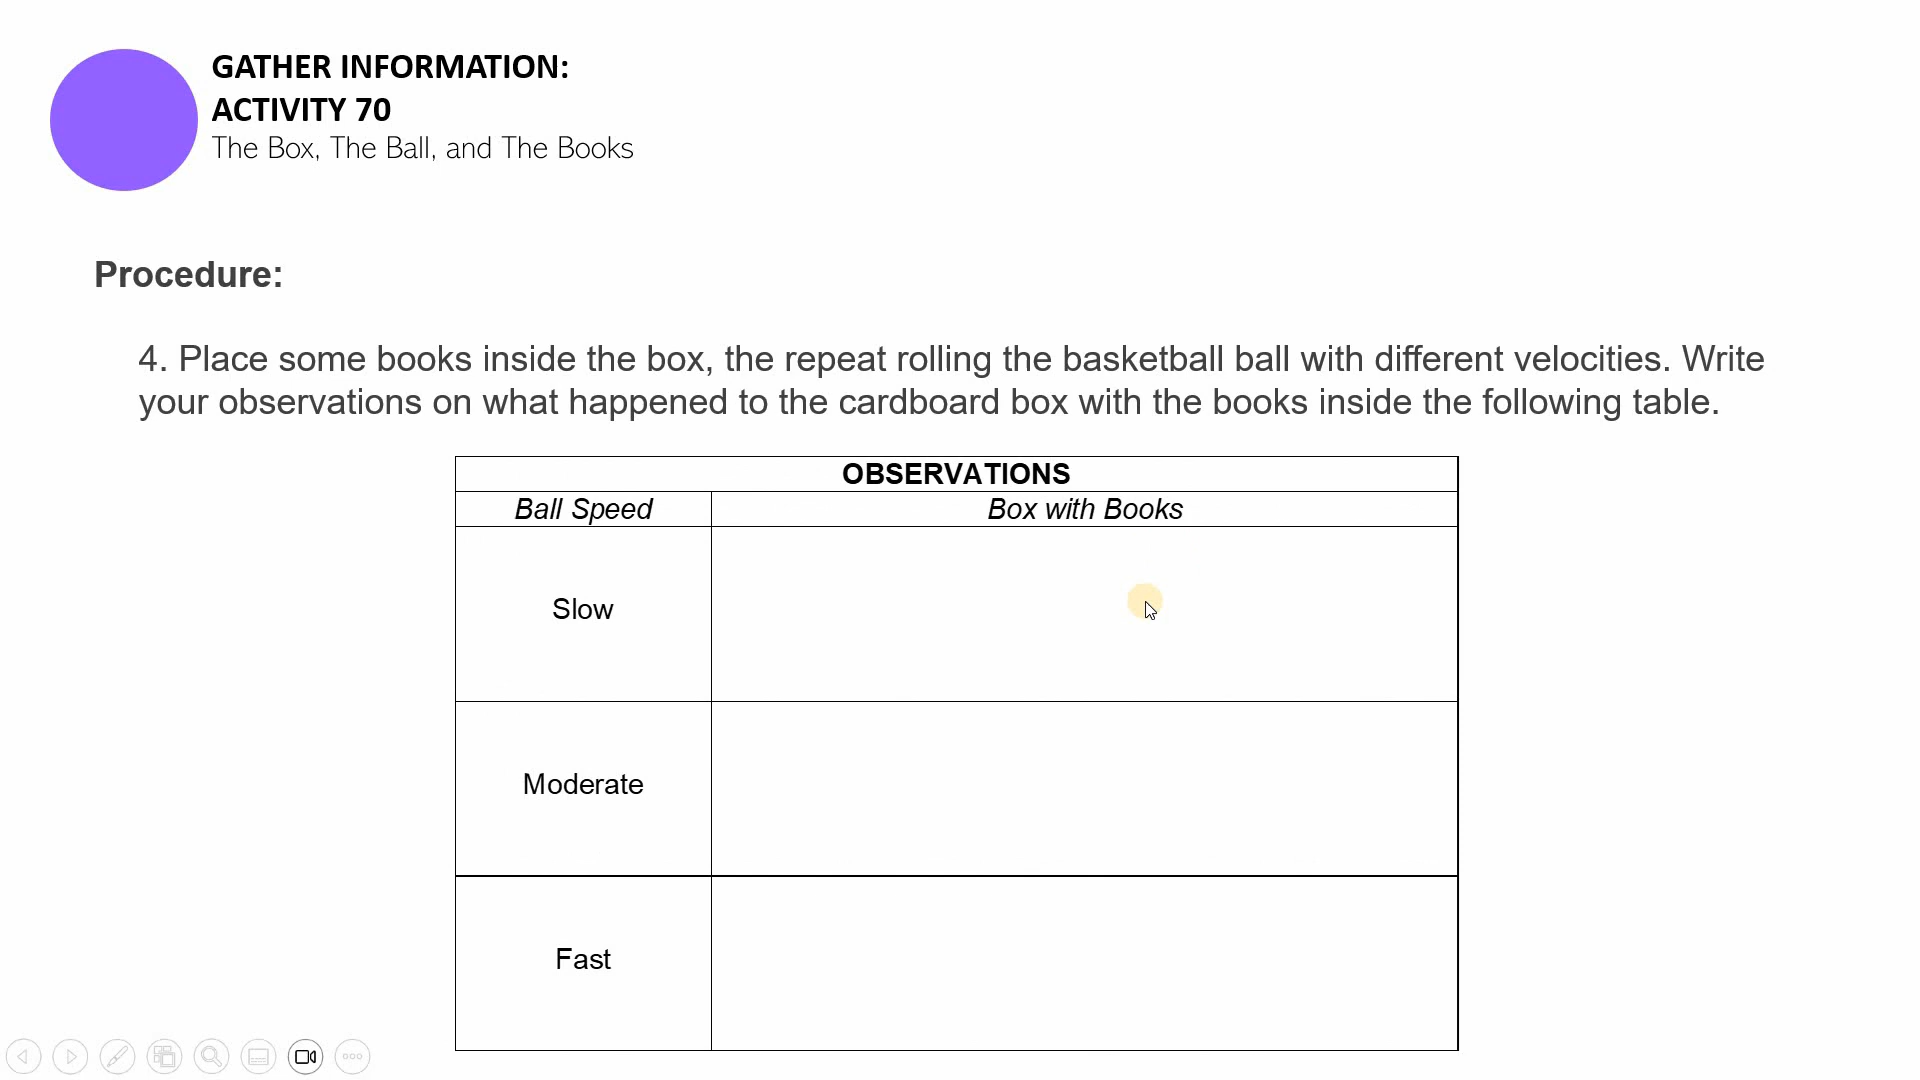 GATHER INFORMATION:
ACTIVITY 70
The Box, The Ball, and The Books
Procedure:
4. Place some books inside the box, the repeat rolling the basketball ball with different velocities. Write
your observations on what happened to the cardboard box with the books inside the following table.
OBSERVATIONS
Ball Speed
Box with Books
Slow
Moderate
Fast